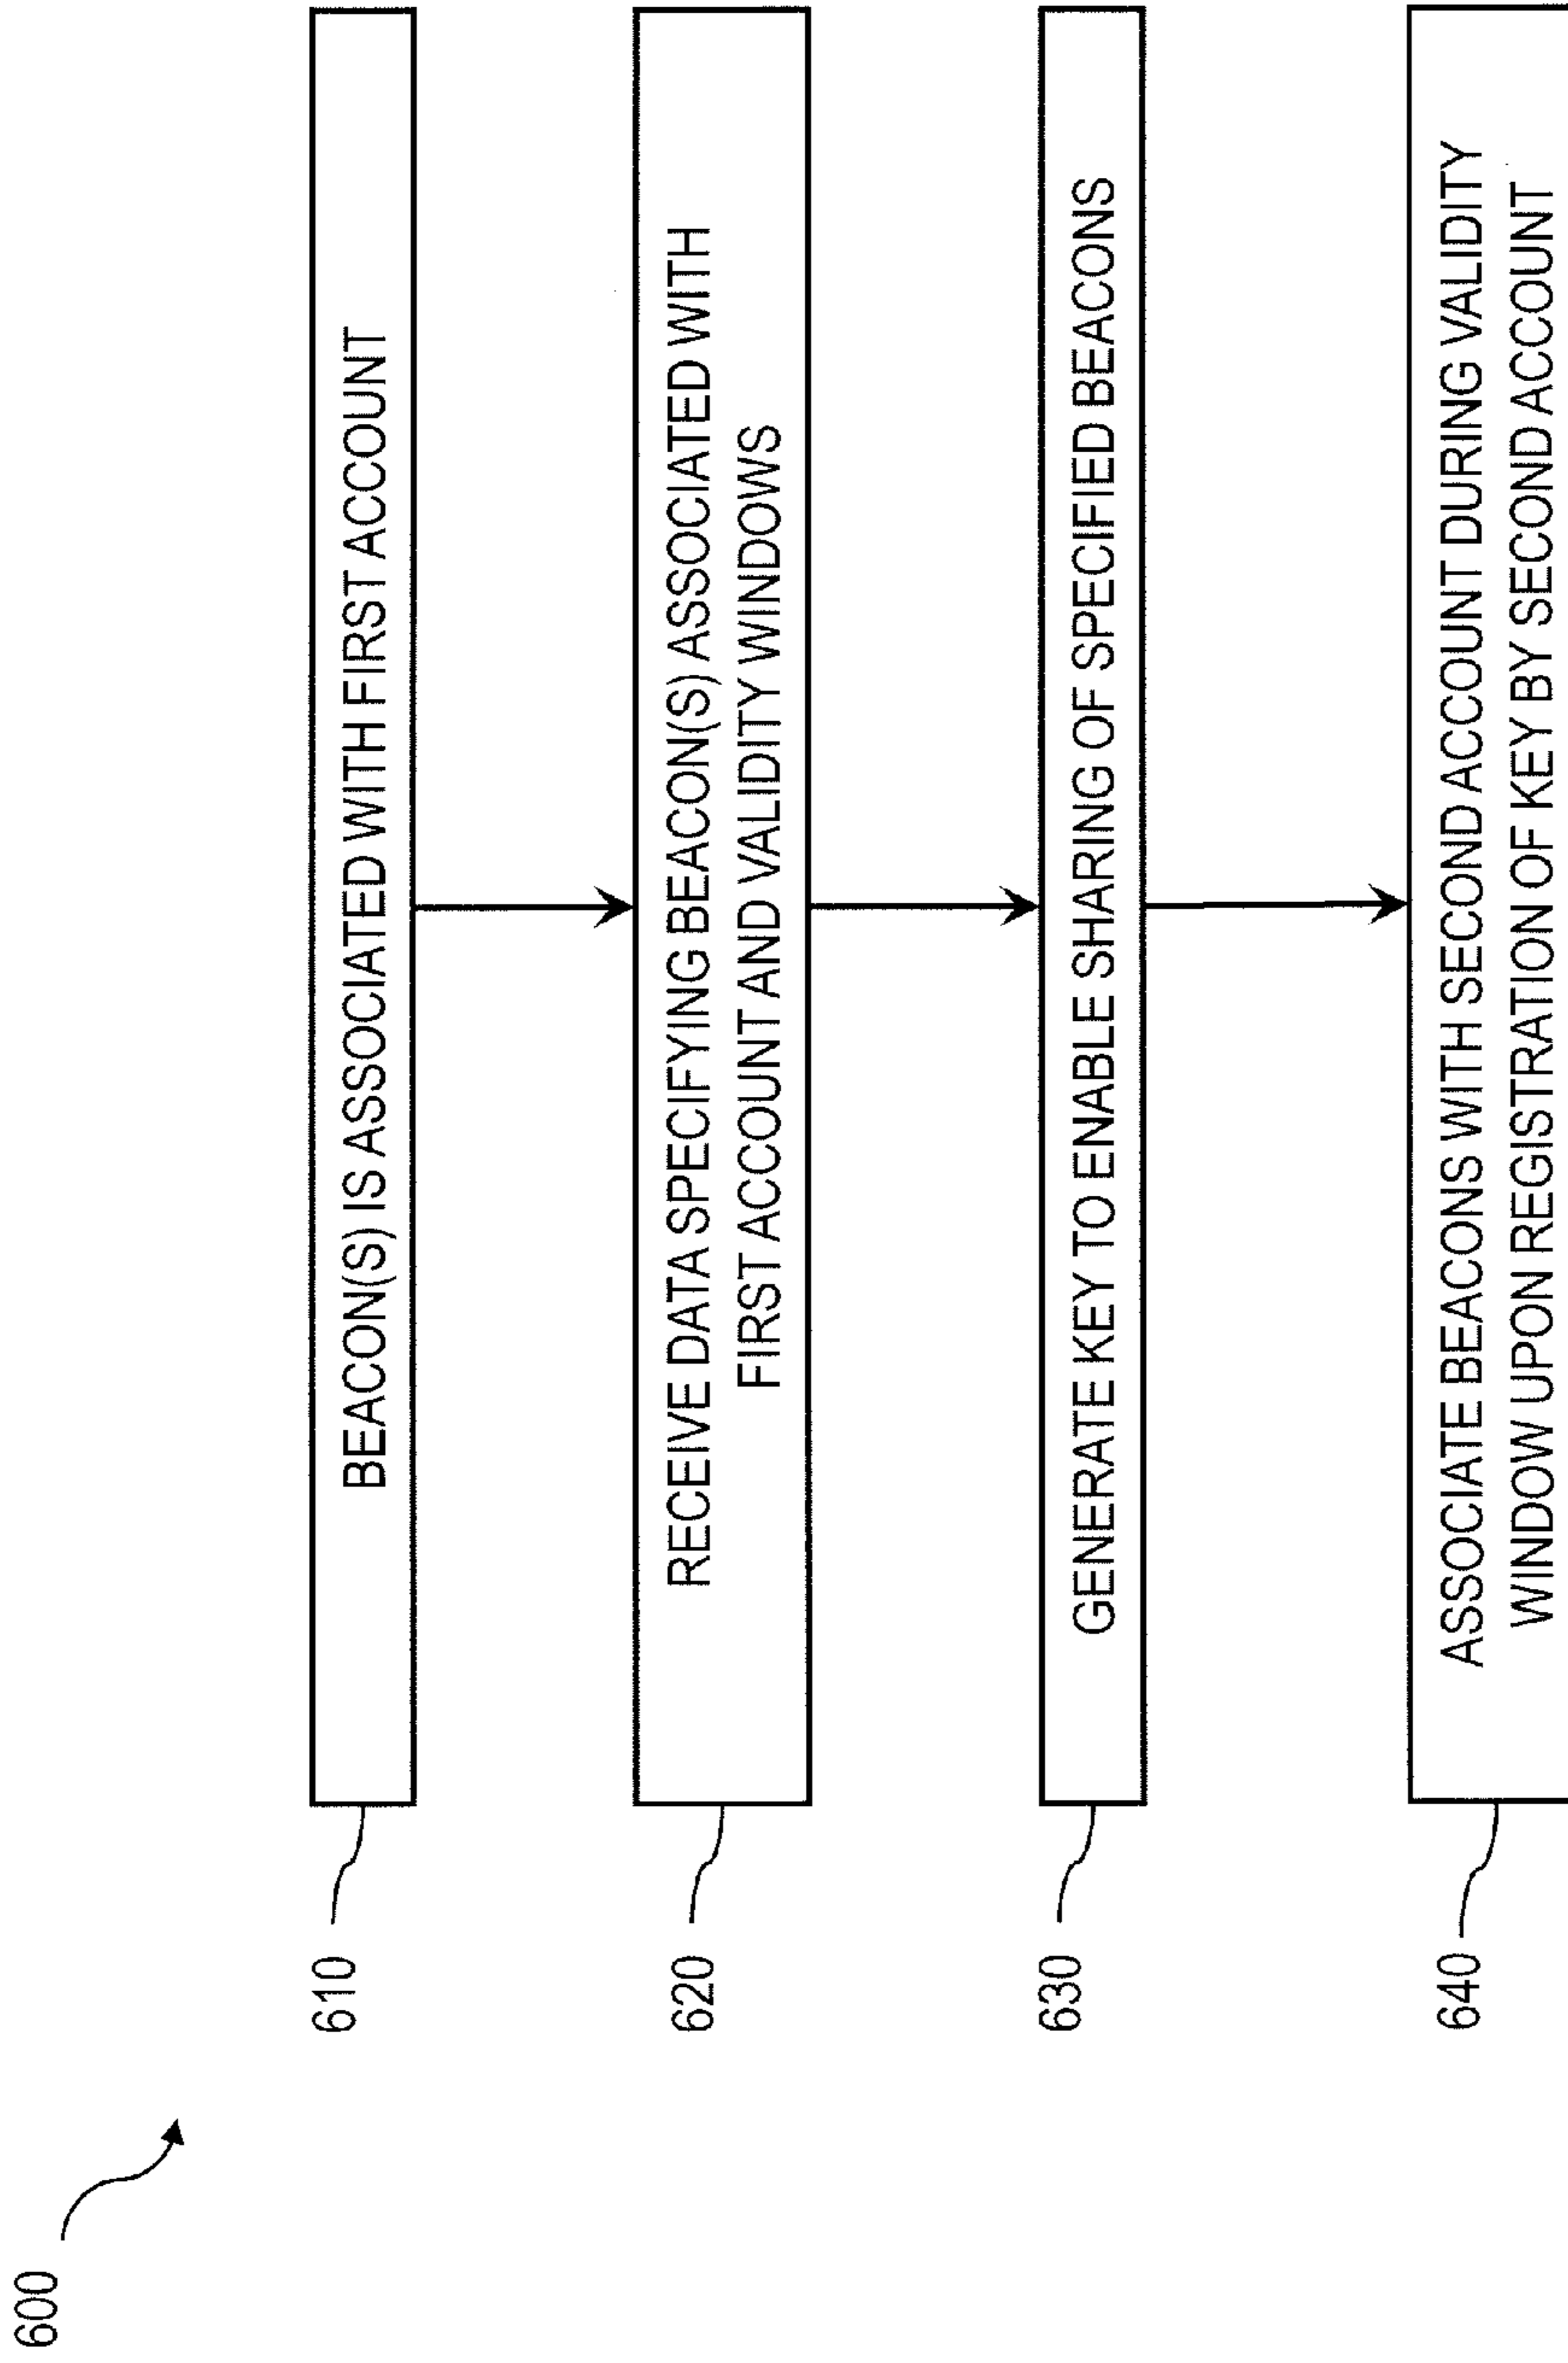 600
610
BEACON(S) IS ASSOCIATED WITH FIRST ACCOUNT
620
RECEIVE DATA SPECIFYING BEACON(S) ASSOCIATED WITH
FIRST ACCOUNT AND VALIDITY WINDOWS
630
GENERATE KEY TO ENABLE SHARING OF SPECIFIED BEACONS
640
ASSOCIATE BEACONS WITH SECOND ACCOUNT DURING VALIDITY
WINDOW UPON REGISTRATION OF KEY BY SECOND ACCOUNT